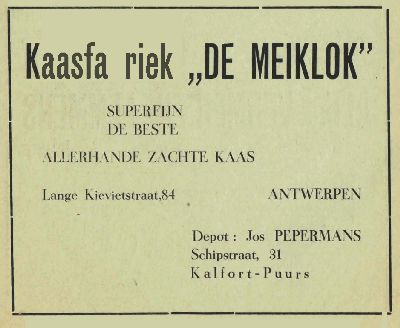 Kaasfa riek „DE MEIKLOK”
SUPERFIJN
DE BESTE
ALLERHANDE ZACHTE KAAS
Lange Kievietstraat,84 ANTWERPEN
Depot : Jos PEPERMANS
Schipstraat, 31
Kalfort-Puurs